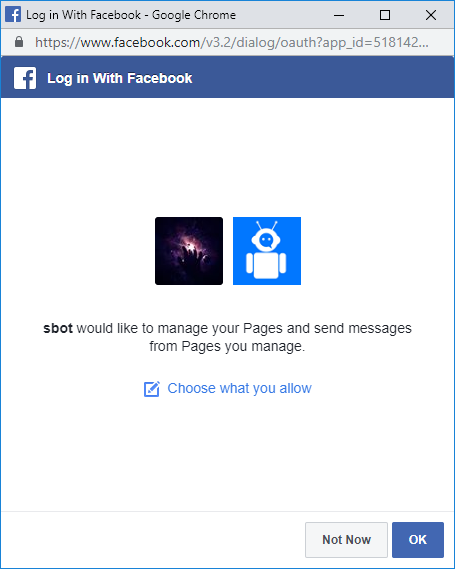 Log in With Facebook - Google Chrome
https://www.facebook.com/v3.2/dialog/oauth?app_id=518142...
Log in With Facebook
sbot would like to manage your Pages and send messages
from Pages you manage.
Choose what you allow
Not Now
OK